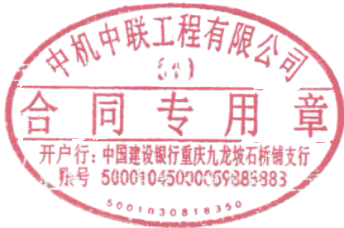 中机中联工程有限公司
合同专用章
开户行：中国建设银行重庆九龙坡石桥铺支行
账号 50001045000059883883
5001030818350